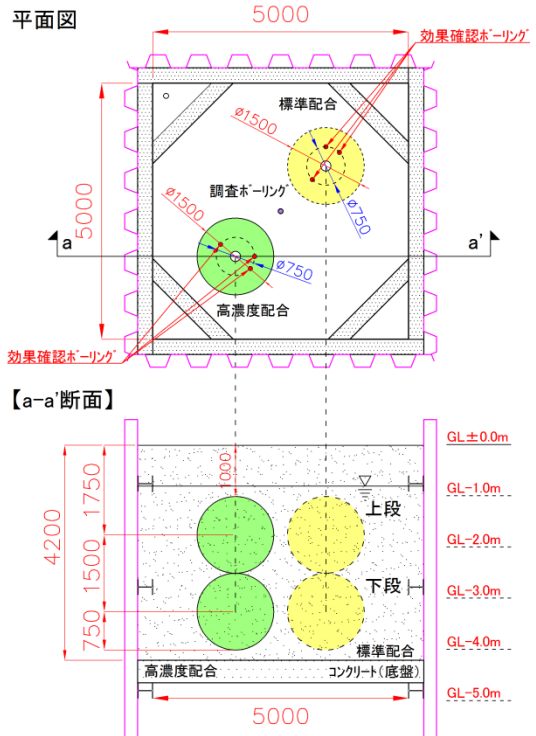 平面図
5000
効果確認ﾎﾞｰﾘﾝｸﾞ
標準配合
ø1500
ø750
調査ﾎﾞｰﾘﾝｸﾞ
5000
ø1500
a
a'
ø750
高濃度配合
効果確認ﾎﾞｰﾘﾝｸﾞ
【a-a'断面】
GL±0.0m
1000
1750
GL-1.0m
上段
4200
GL-2.0m
1500
下段
GL-3.0m
750
GL-4.0m
標準配合
高濃度配合
コンクリート(底盤)
GL-5.0m
5000